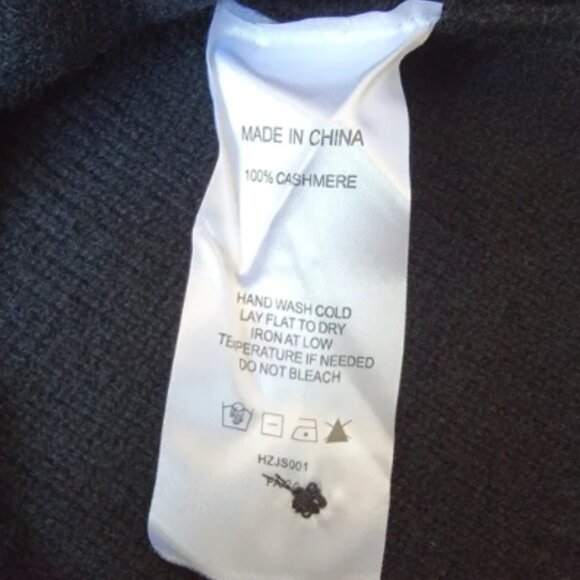 MADE IN CHINA
100% CASHMERE
HAND WASH COLD
LAY FLAT TO DRY
IRON AT LOW
TEMPERATURE IF NEEDED
DO NOT BLEACH
HZJS001